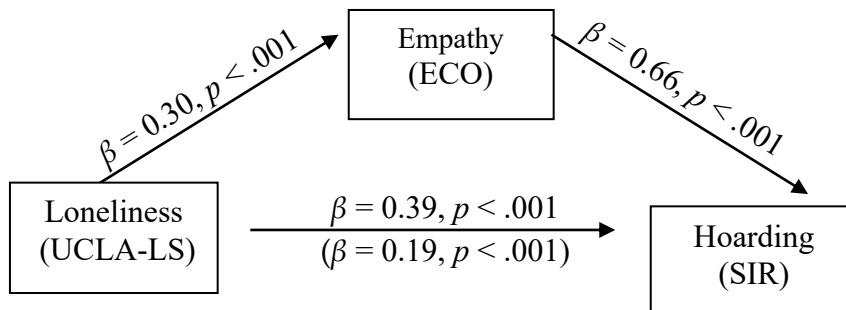 Empathy
(ECO)
β = 0.30, p < .001
β = 0.66, p < .001
Loneliness
(UCLA-LS)
β = 0.39, p < .001
(β = 0.19, p < .001)
Hoarding
(SIR)